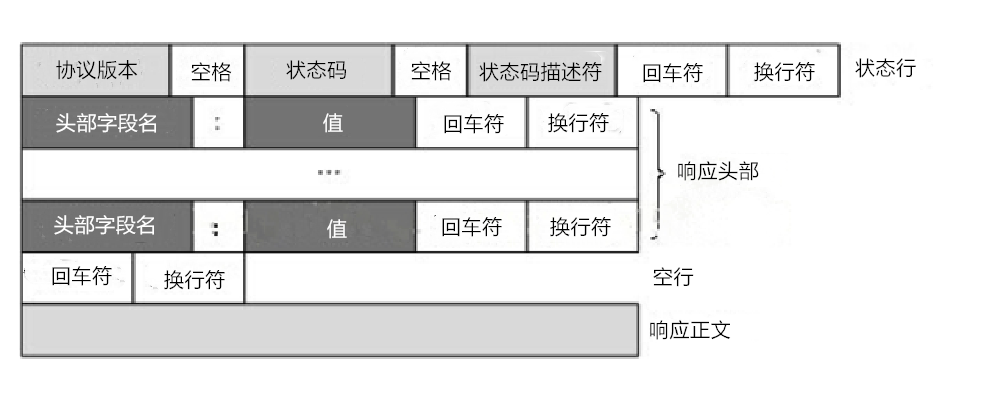 协议版本 空格 状态码 空格 状态码描述符 回车符 换行符 状态行
头部字段名 : 值 回车符 换行符
... 响应头部
头部字段名 : 值 回车符 换行符
回车符 换行符 空行
响应正文